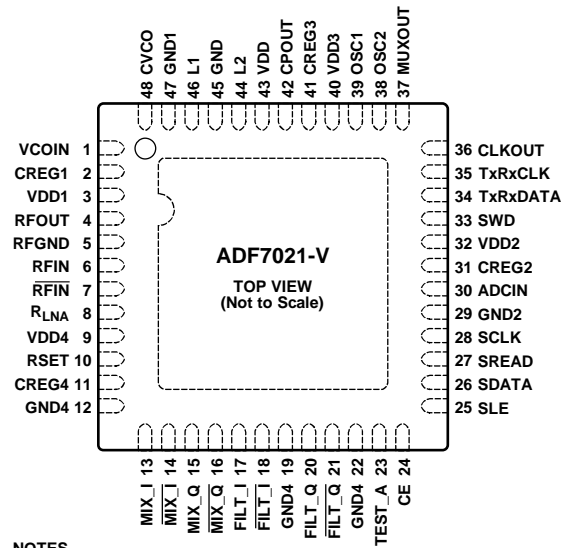 48 CVCO
47 GND1
46 L1
45 GND
44 L2
43 VDD
42 CPOUT
41 CREG3
40 VDD3
39 OSC1
38 OSC2
37 MUXOUT
VCOIN 1
CREG1 2
VDD1 3
RFOUT 4
RFGND 5
RFIN 6
RFIN 7
RLNA 8
VDD4 9
RSET 10
CREG4 11
GND4 12
36 CLKOUT
35 TxRxCLK
34 TxRxDATA
33 SWD
32 VDD2
31 CREG2
30 ADCIN
29 GND2
28 SCLK
27 SREAD
26 SDATA
25 SLE
ADF7021-V
TOP VIEW
(Not to Scale)
MIX_I 13
MIX_I 14
MIX_Q 15
MIX_Q 16
FILT_I 17
FILT_I 18
GND4 19
FILT_Q 20
FILT_Q 21
GND4 22
TEST_A 23
CE 24
NOTES